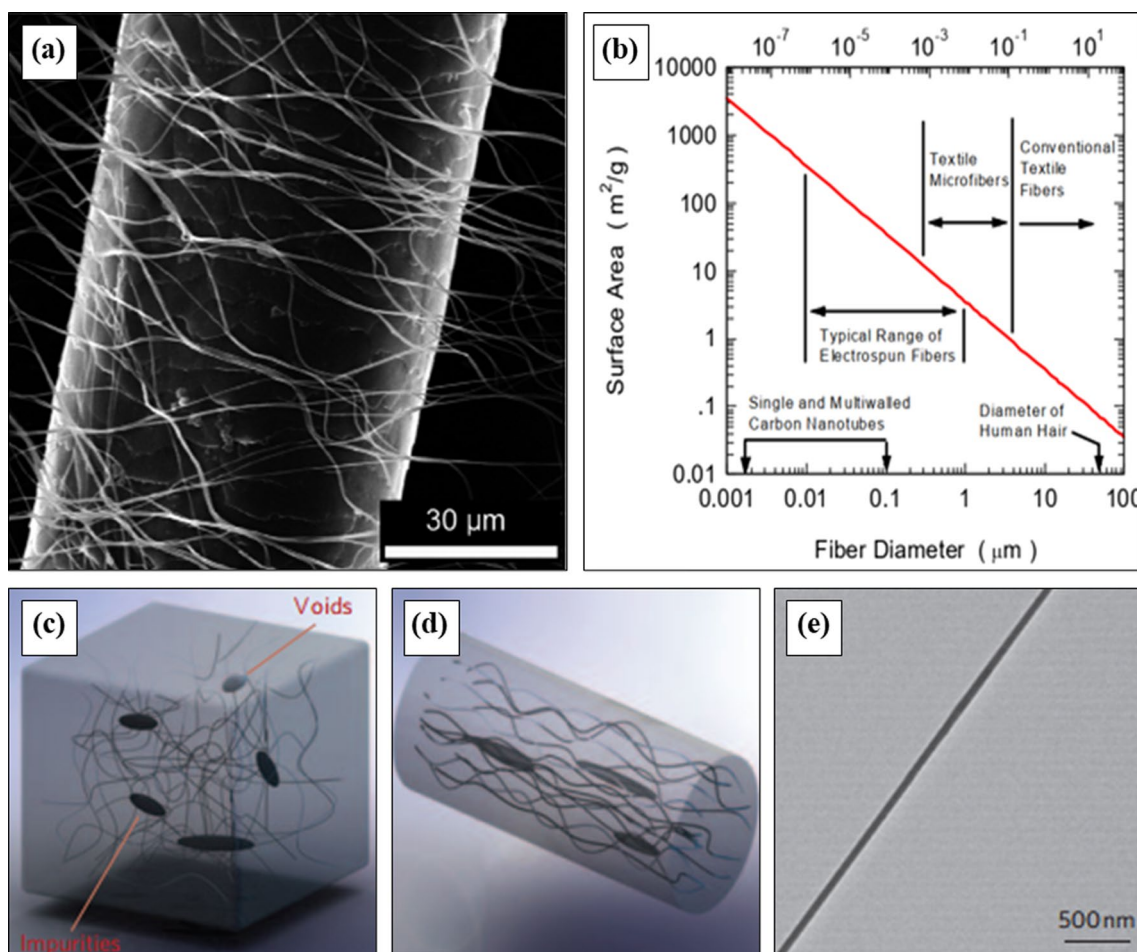 (a)
30 µm
(b)
10⁻⁷ 10⁻⁵ 10⁻³ 10⁻¹ 10¹
10000
1000
100
10
1
.1
0.01
Surface Area ( m²/g )
Textile
Microfibers
Conventional
Textile
Fibers
Typical Range of
Electrospun Fibers
Single and Multiwalled
Carbon Nanotubes
Diameter of
Human Hair
0.001 0.01 0.1 1 10 100
Fiber Diameter ( µm )
(c)
Voids
Impurities
(d)
(e)
500nm